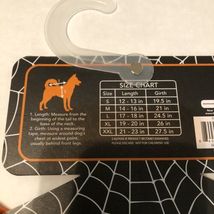 SIZE CHART
Size Length Girth
S 12 - 13 in 19.5 in
M 14 - 16 in 21 in
L 17 - 18 in 24.5 in
XL 19 - 20 in 26 in
XXL 21 - 23 in 27.5 in
1. Length: Measure from the
beginning of the tail to the
base of the neck.
2. Girth: Using a measuring
tape, measure around dog's
chest at widest point,
usually behind front legs.